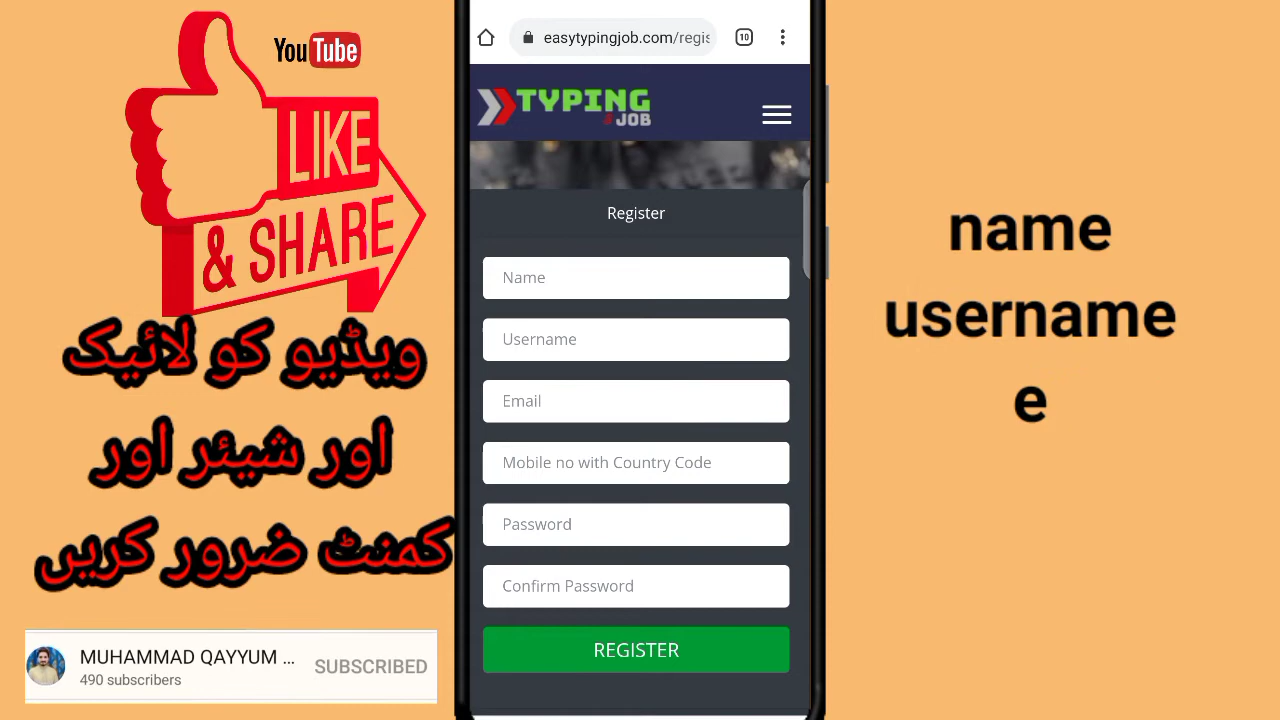 YouTube
LIKE
& SHARE
ویڈیو کو لائیک
اور شیئر اور
کمنٹ ضرور کریں
MUHAMMAD QAYYUM ...
SUBSCRIBED
490 subscribers
10
easytypingjob.com/regis
TYPING
JOB
Register
Name
Username
Email
Mobile no with Country Code
Password
Confirm Password
REGISTER
name
username
e